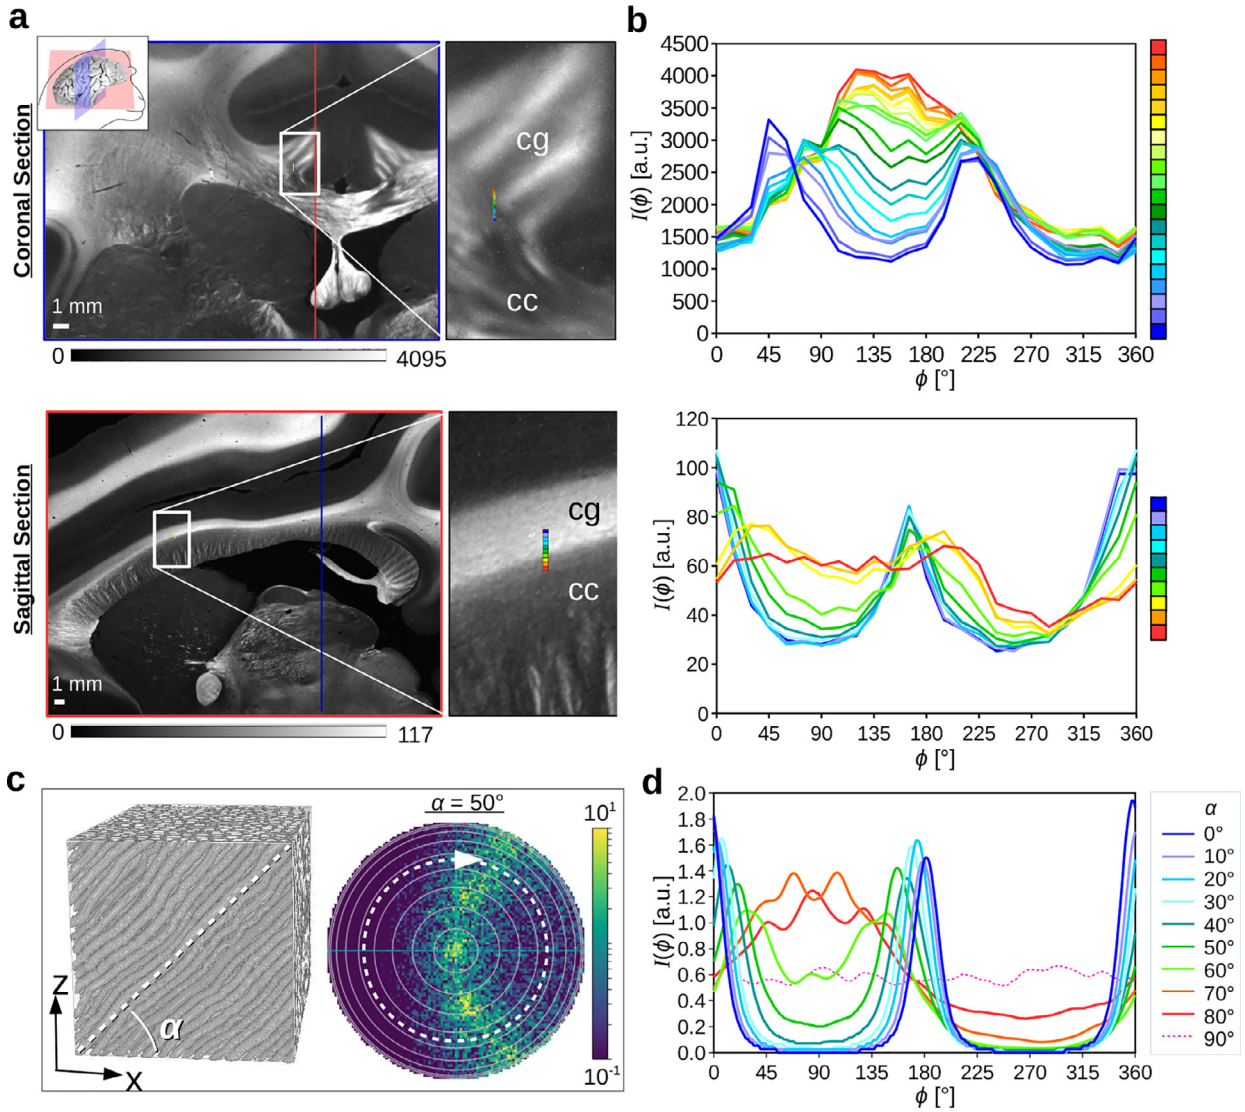 a
Coronal Section
cg
cc
1 mm
0 4095
Sagittal Section
cg
cc
1 mm
0 117
b
I(ϕ) [a.u.]
4500
4000
3500
3000
2500
2000
1500
1000
500
0
0 45 90 135 180 225 270 315 360
ϕ [°]
I(ϕ) [a.u.]
120
100
80
60
40
20
0
0 45 90 135 180 225 270 315 360
ϕ [°]
c
Z
α
X
α = 50°
10¹
10⁻¹
d
I(ϕ) [a.u.]
2.0
1.8
1.6
1.4
1.2
1.0
0.8
0.6
0.4
0.2
0.0
0 45 90 135 180 225 270 315 360
ϕ [°]
α
0°
10°
20°
30°
40°
50°
60°
70°
80°
90°